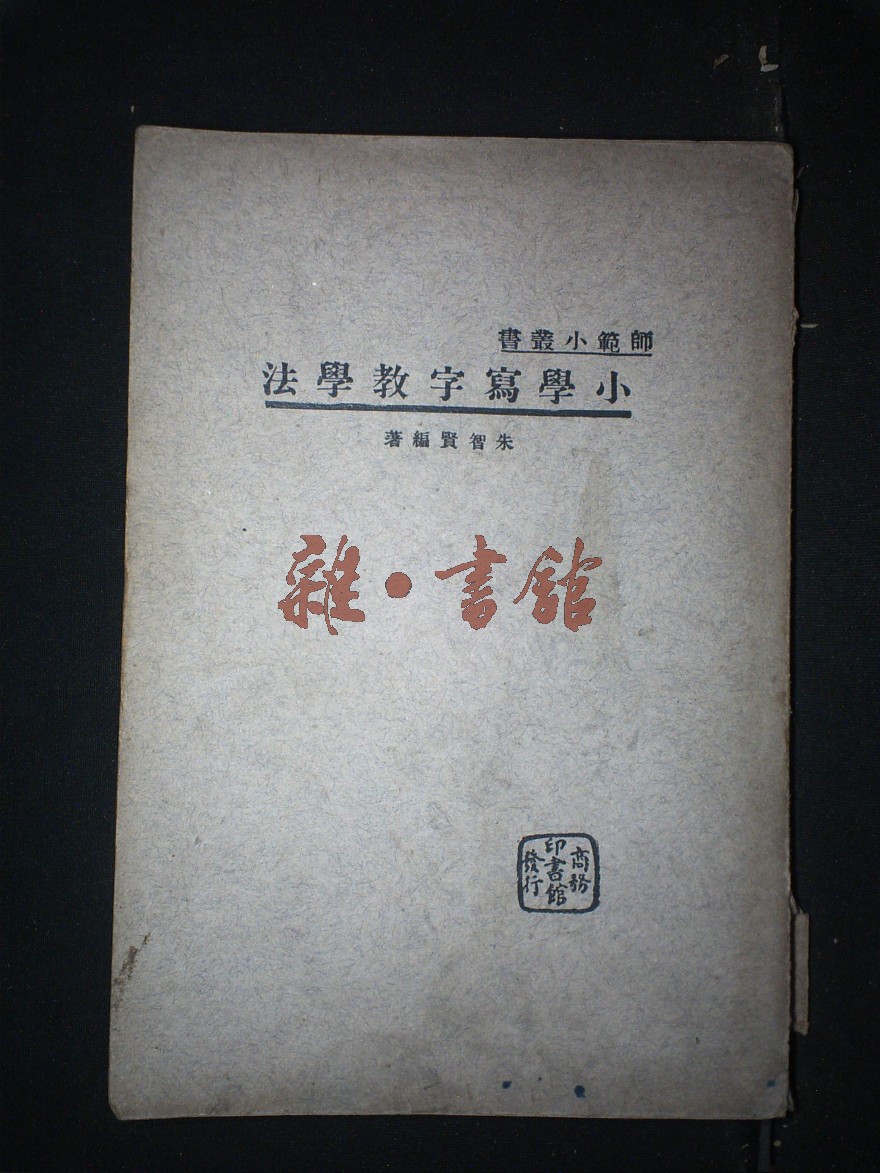 師範小叢書
小學寫字教學法
朱智賢編著
雜·書館
商務
印書館
發行